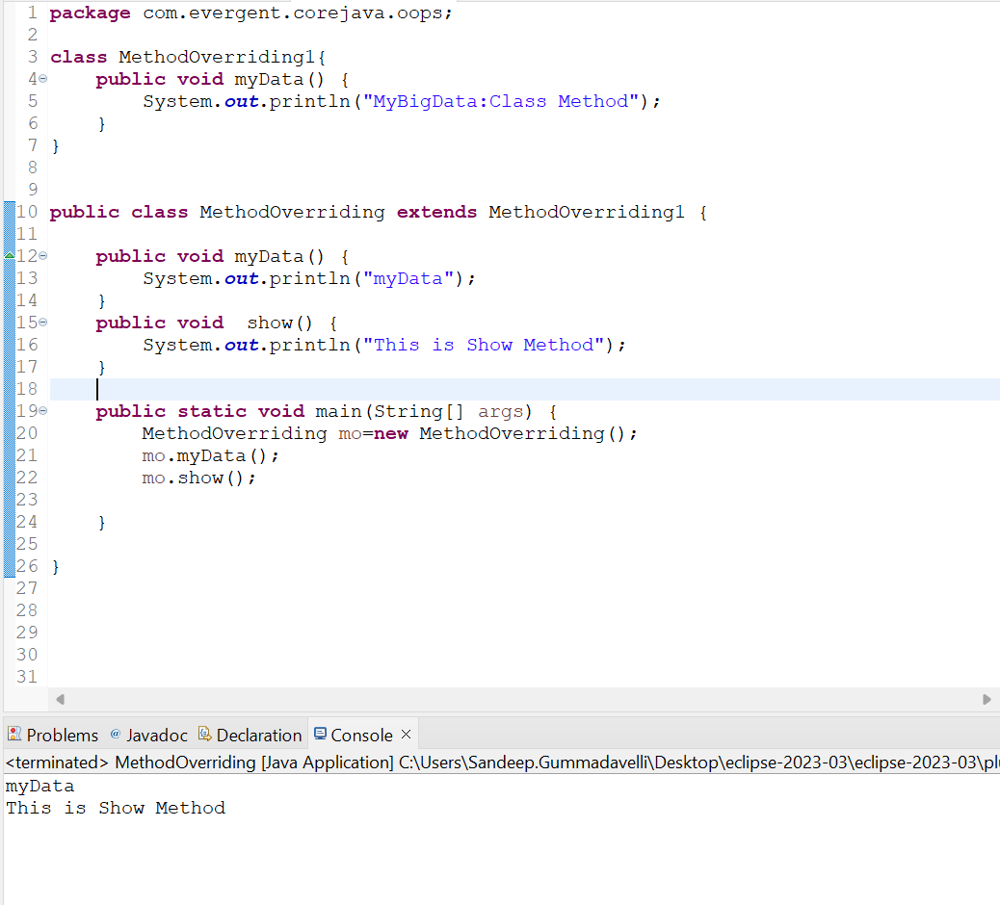 1 package com.evergent.corejava.oops;
2
3 class MethodOverriding1{
4     public void myData() {
5         System.out.println("MyBigData:Class Method");
6     }
7 }
8
9
10 public class MethodOverriding extends MethodOverriding1 {
11
12     public void myData() {
13         System.out.println("myData");
14     }
15     public void  show() {
16         System.out.println("This is Show Method");
17     }
18
19     public static void main(String[] args) {
20         MethodOverriding mo=new MethodOverriding();
21         mo.myData();
22         mo.show();
23
24     }
25
26 }
27
28
29
30
31
Problems @ Javadoc Declaration Console ×
<terminated> MethodOverriding [Java Application] C:\Users\Sandeep.Gummadavelli\Desktop\eclipse-2023-03\eclipse-2023-03\plu
myData
This is Show Method